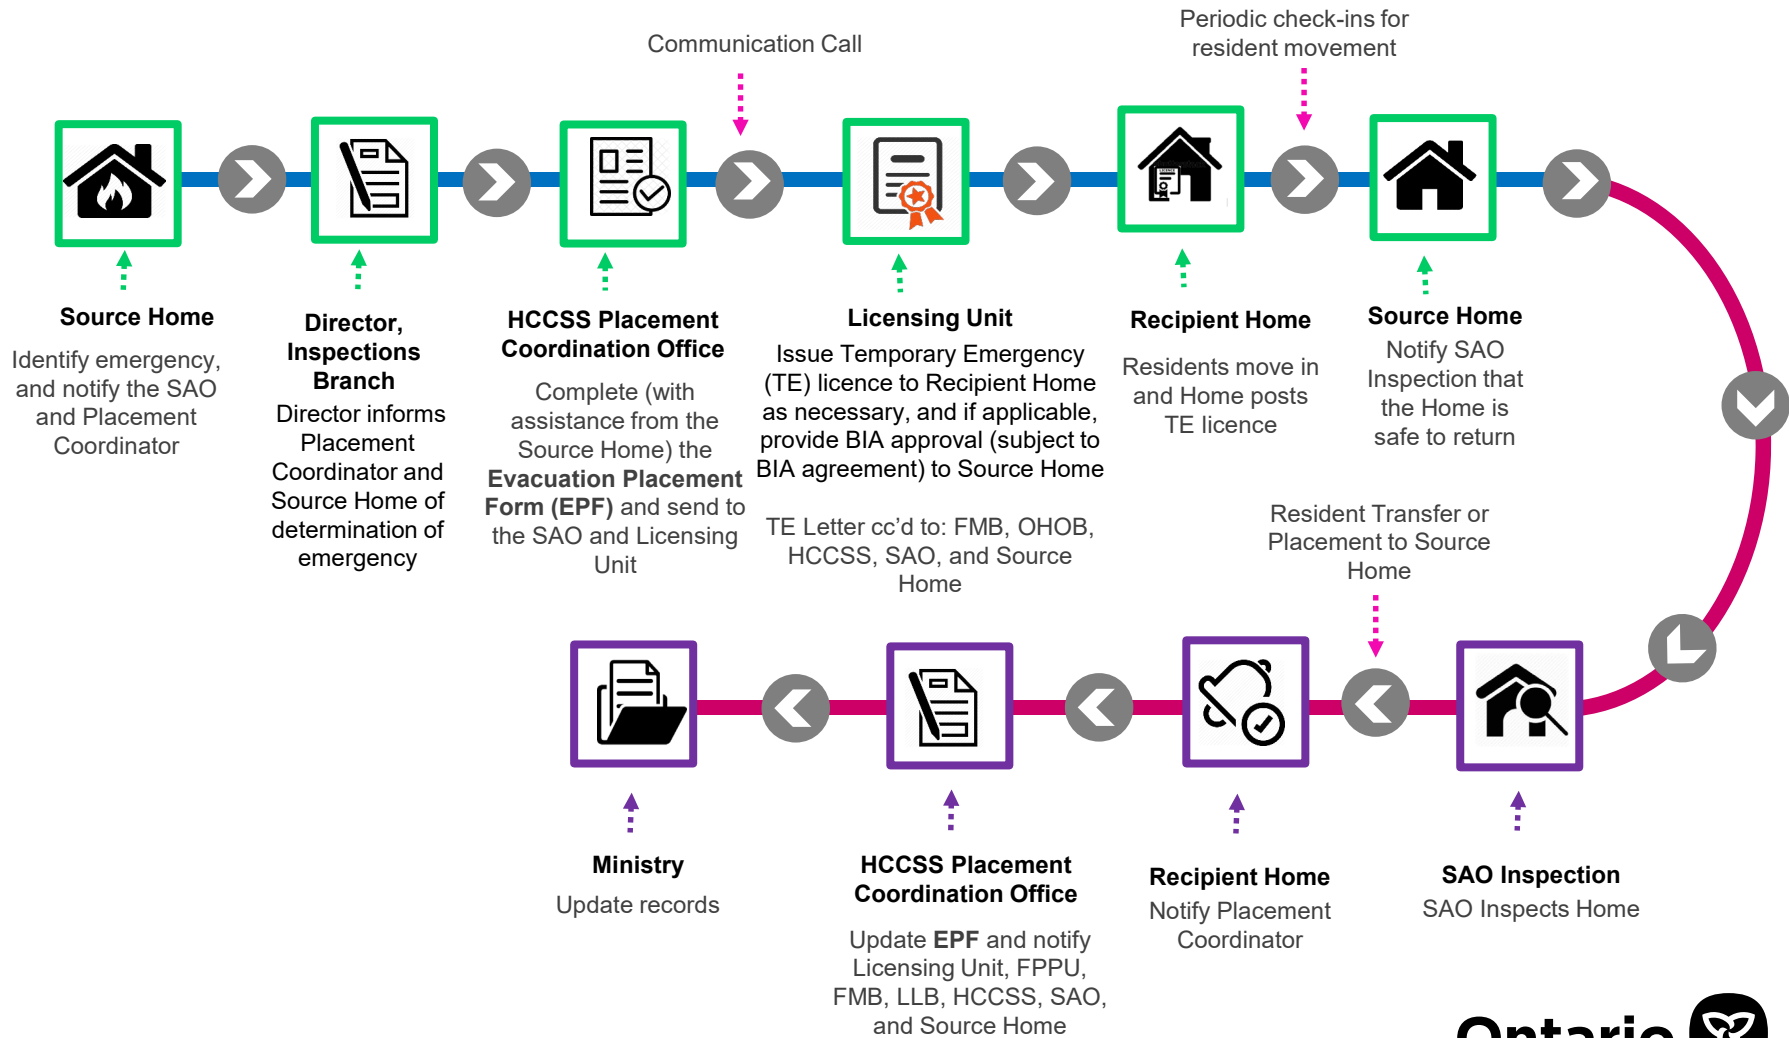 Communication Call
Periodic check-ins for
resident movement
Source Home
Identify emergency,
and notify the SAO
and Placement
Coordinator
Director,
Inspections
Branch
Director informs
Placement
Coordinator and
Source Home of
determination of
emergency
HCCSS Placement
Coordination Office
Complete (with
assistance from the
Source Home) the
Evacuation Placement
Form (EPF) and send to
the SAO and Licensing
Unit
Licensing Unit
Issue Temporary Emergency
(TE) licence to Recipient Home
as necessary, and if applicable,
provide BIA approval (subject to
BIA agreement) to Source Home
TE Letter cc'd to: FMB, OHOB,
HCCSS, SAO, and Source
Home
Recipient Home
Residents move in
and Home posts
TE licence
Source Home
Notify SAO
Inspection that
the Home is
safe to return
Resident Transfer or
Placement to Source
Home
Ministry
Update records
HCCSS Placement
Coordination Office
Update EPF and notify
Licensing Unit, FPPU,
FMB, LLB, HCCSS, SAO,
and Source Home
Recipient Home
Notify Placement
Coordinator
SAO Inspection
SAO Inspects Home
Ontario